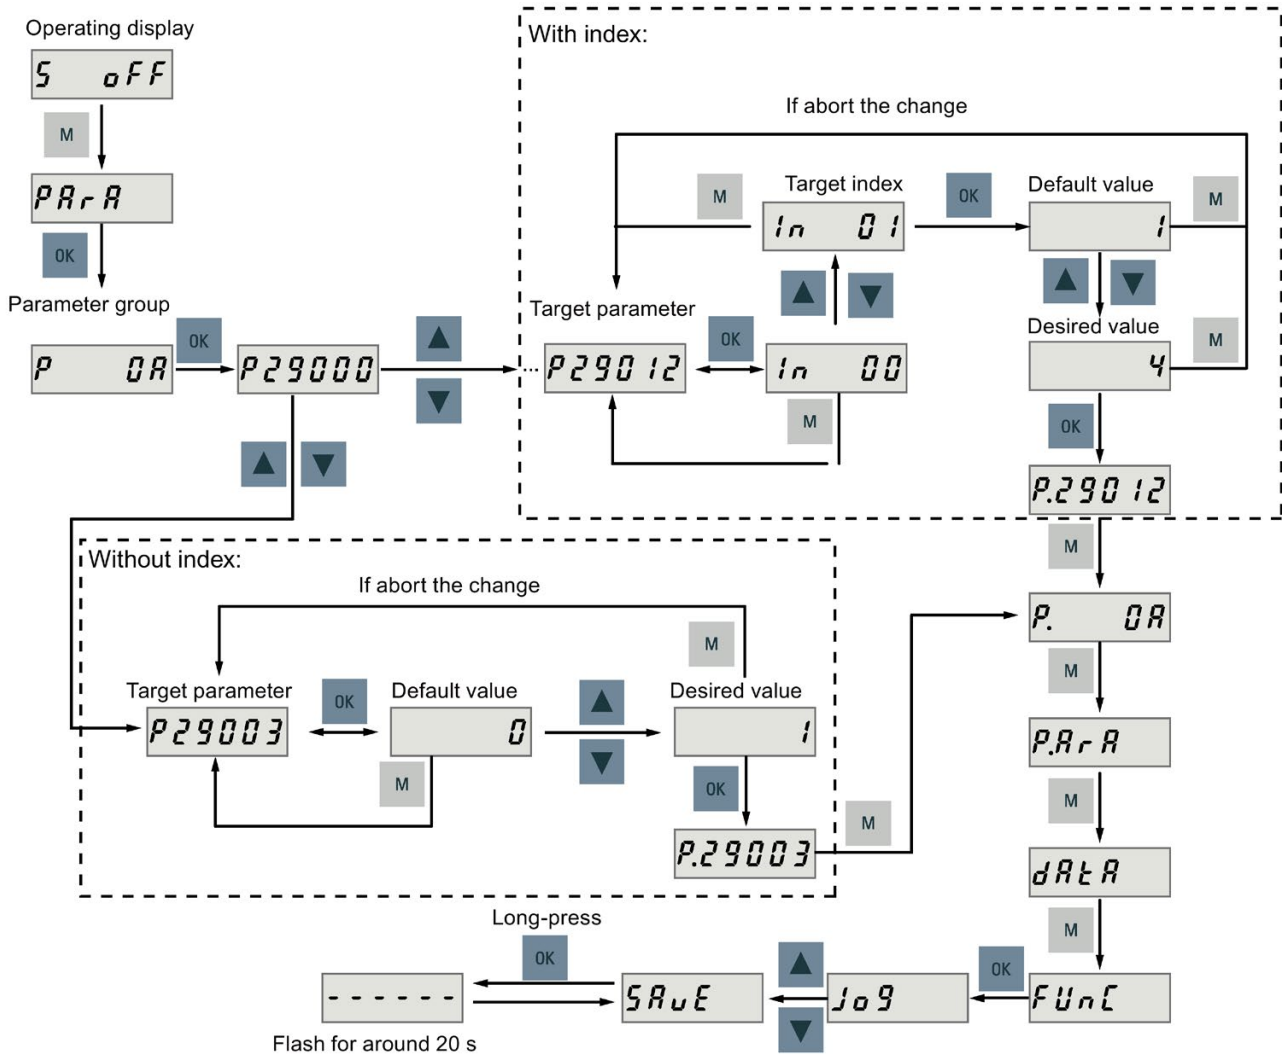 Operating display
S oFF
M
PArA
OK
Parameter group
P 0A
OK
P29000
With index:
If abort the change
M
Target index
In 01
OK
Default value
1
M
Target parameter
P29012
OK
In 00
M
Desired value
4
M
OK
P.29012
M
Without index:
If abort the change
M
Target parameter
P29003
OK
Default value
0
M
Desired value
1
OK
P.29003
M
P. 0A
M
P.ArA
M
dAtA
M
FUnC
OK
Jog
SAvE
Long-press
OK
------
Flash for around 20 s